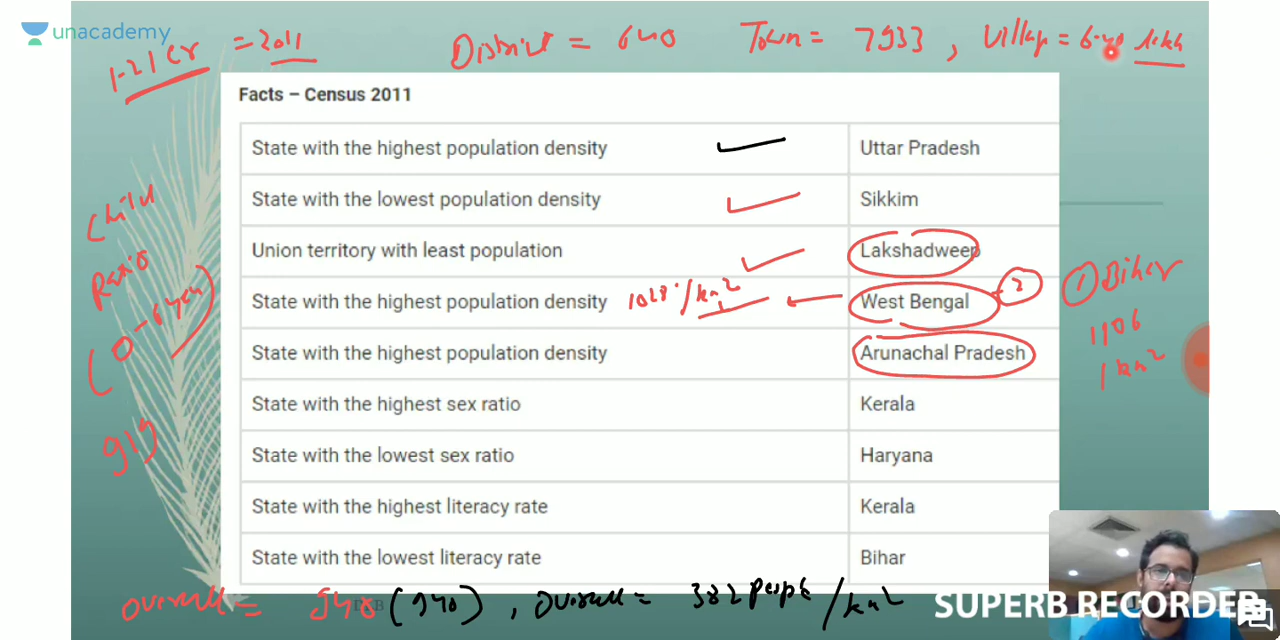 unacademy
1.21 cr = 2011
District = 640 Town = 7933, Village = 6.40 lakh
Facts – Census 2011
State with the highest population density Uttar Pradesh
State with the lowest population density Sikkim
Union territory with least population Lakshadweep
State with the highest population density 1028/km2 West Bengal 2
State with the highest population density Arunachal Pradesh
State with the highest sex ratio Kerala
State with the lowest sex ratio Haryana
State with the highest literacy rate Kerala
State with the lowest literacy rate Bihar
Child
Ratio
(0-6 year)
919
1 Bihar
1106
/km2
overall = 940 (940), overall = 382 people /km2
SUPERB RECORDER